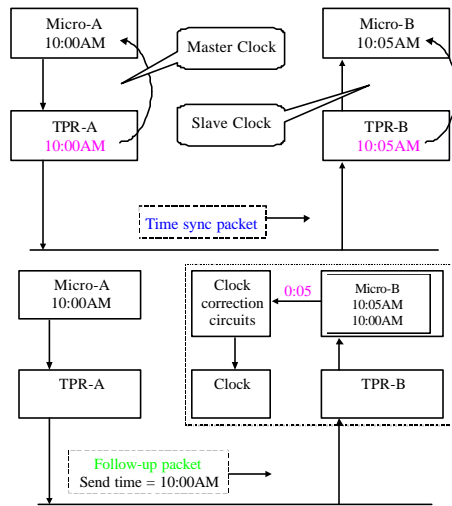 Micro-A
10:00AM
Master Clock
Micro-B
10:05AM
TPR-A
10:00AM
Slave Clock
TPR-B
10:05AM
Time sync packet
Micro-A
10:00AM
Clock
correction
circuits
0:05
Micro-B
10:05AM
10:00AM
TPR-A
Clock
TPR-B
Follow-up packet
Send time = 10:00AM